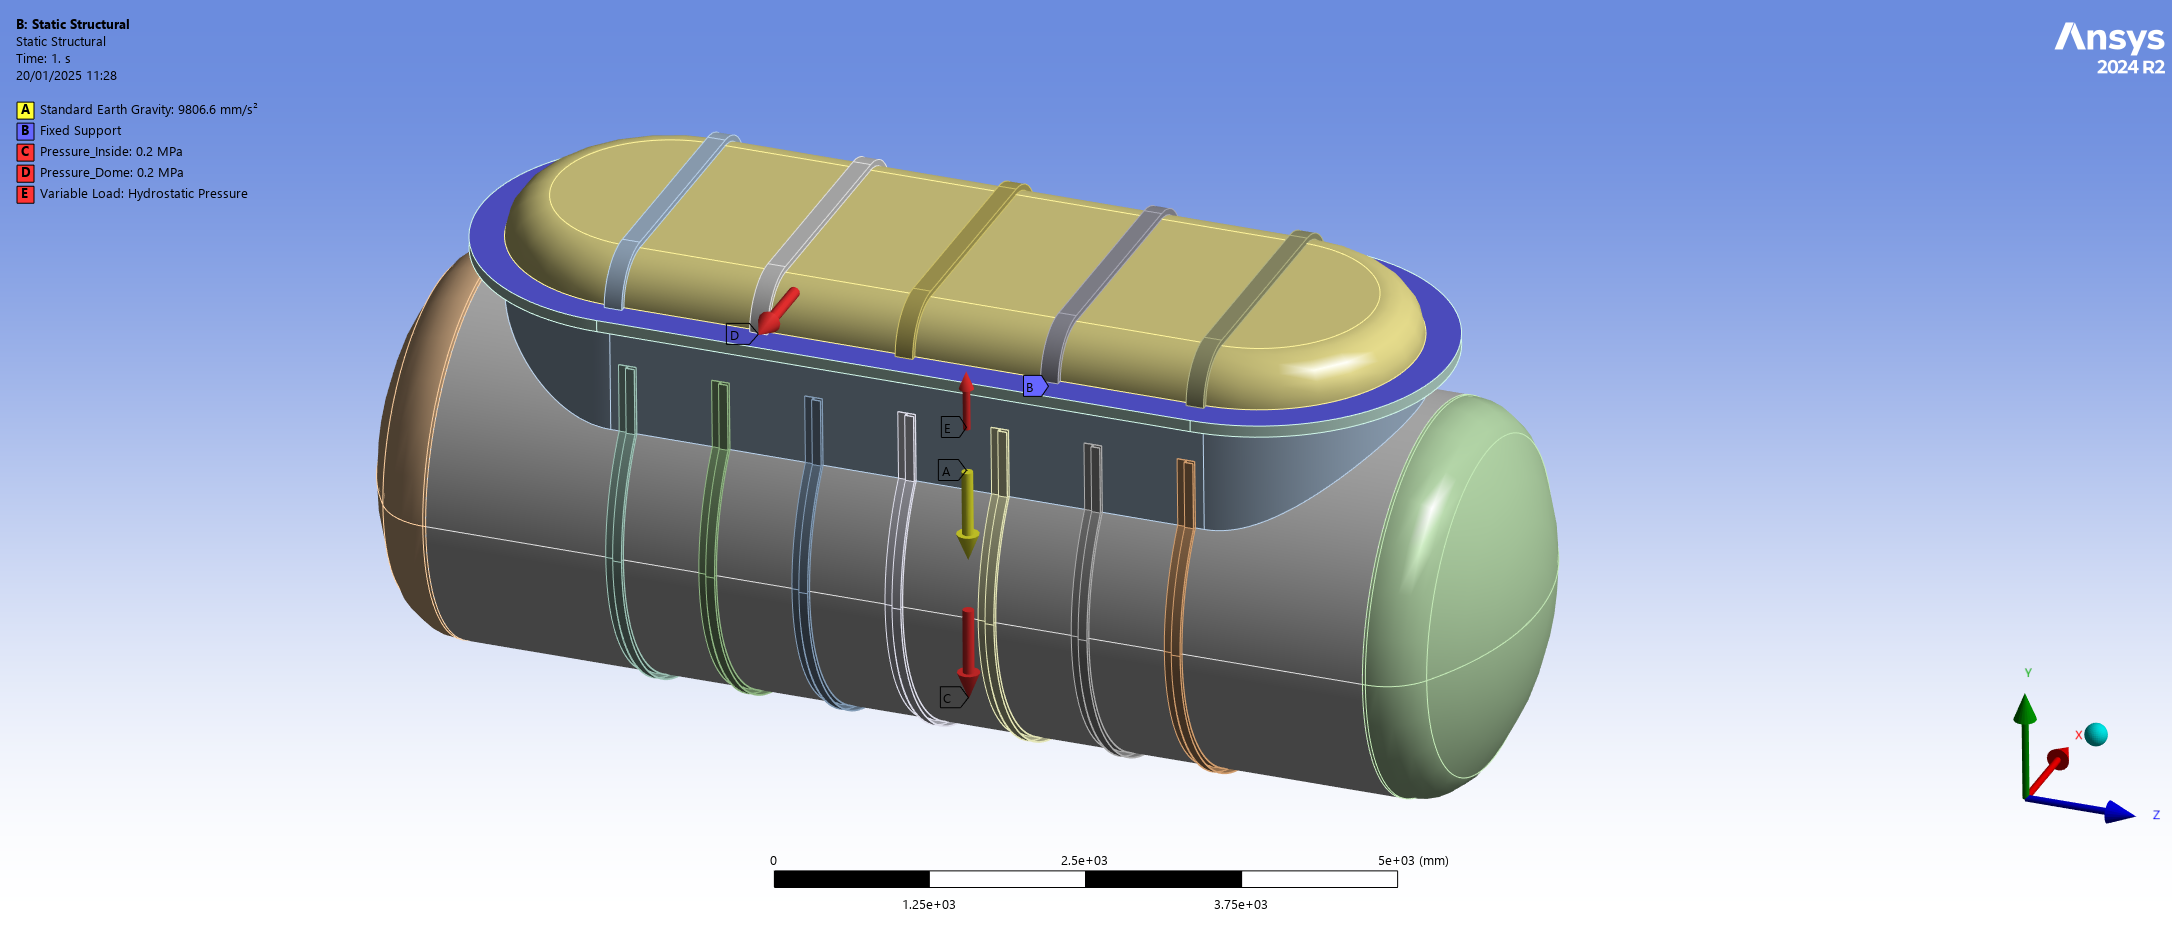 B: Static Structural
Static Structural
Time: 1. s
20/01/2025 11:28
A Standard Earth Gravity: 9806.6 mm/s²
B Fixed Support
C Pressure_Inside: 0.2 MPa
D Pressure_Dome: 0.2 MPa
E Variable Load: Hydrostatic Pressure
Ansys
2024 R2
D
B
E
A
C
Y
X
Z
0 2.5e+03 5e+03 (mm)
1.25e+03 3.75e+03